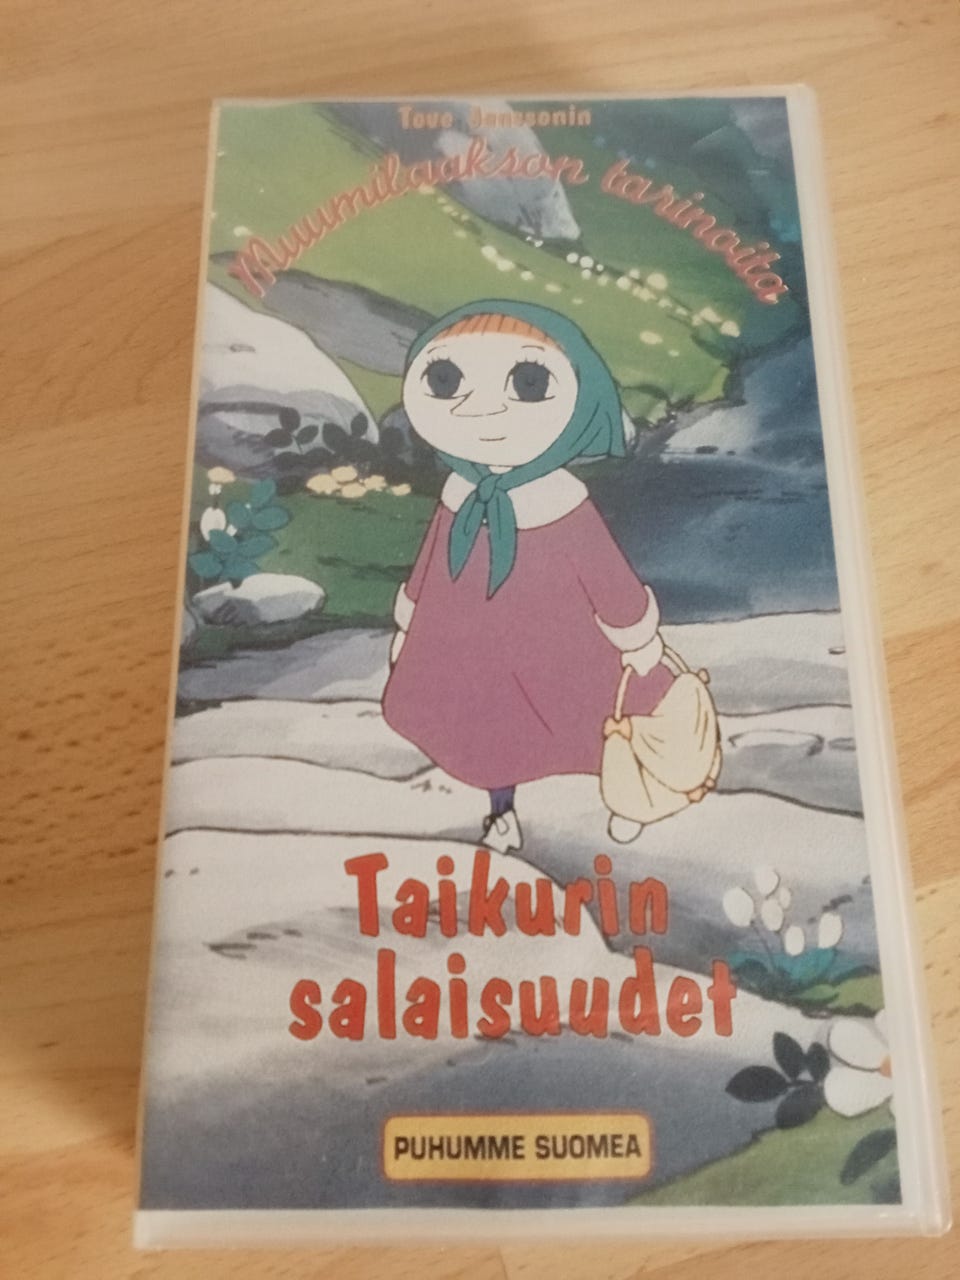 Tove Janssonin
Muumilaakson tarinoita
Taikurin
salaisuudet
PUHUMME SUOMEA